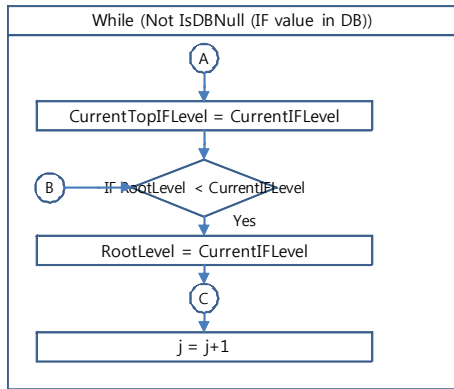 While (Not IsDBNull (IF value in DB))
A
CurrentTopIFLevel = CurrentIFLevel
B
IF RootLevel < CurrentIFLevel
Yes
RootLevel = CurrentIFLevel
C
j = j+1